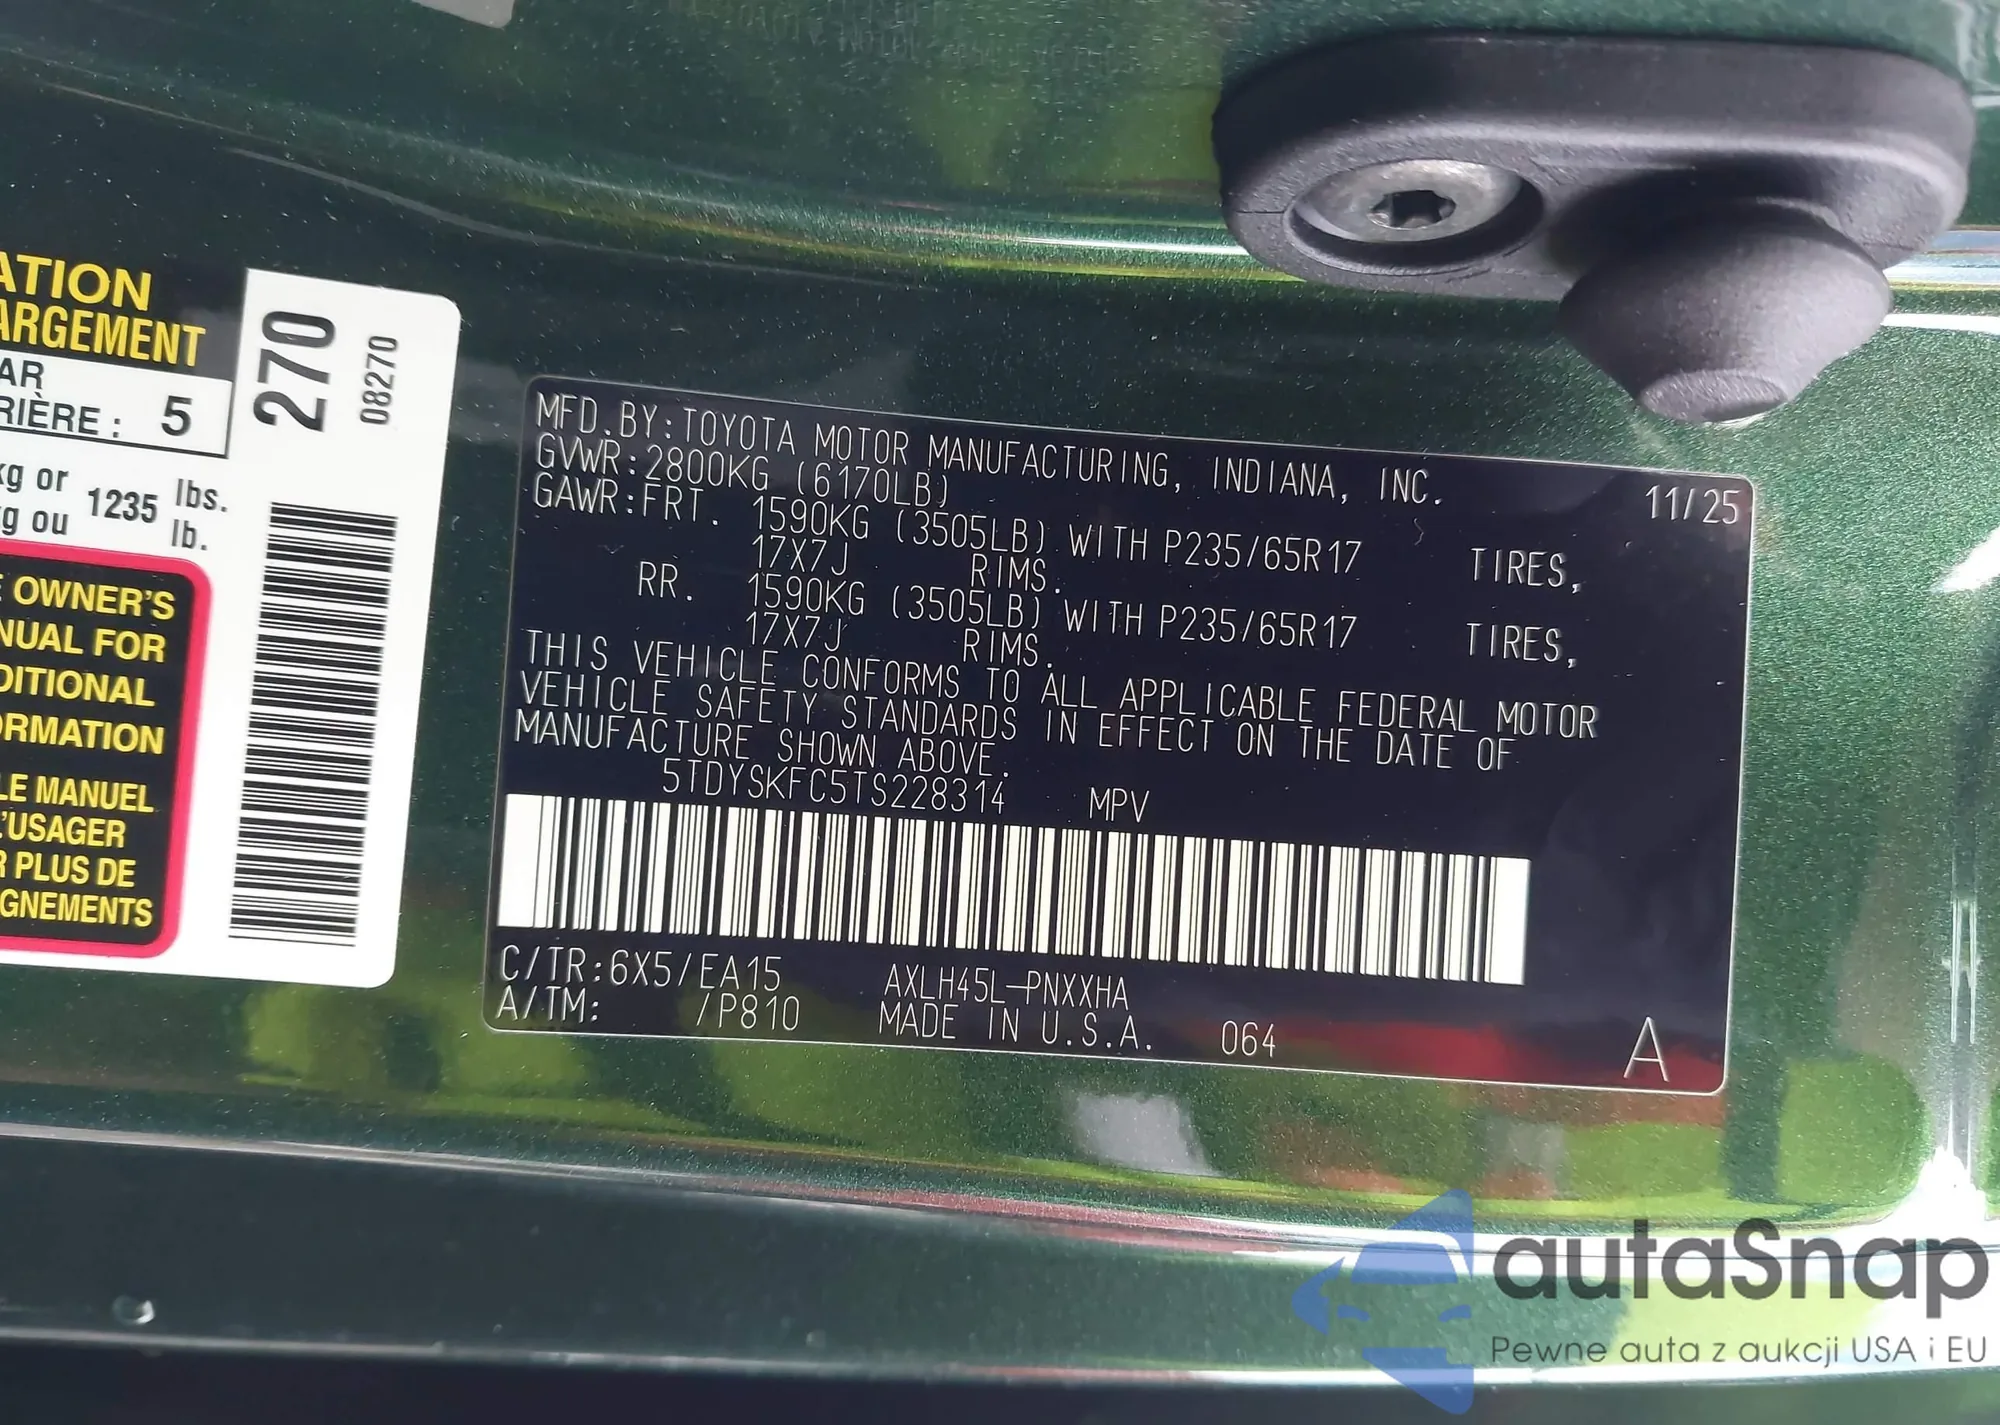 ATION
ARGEMENT
AR
RIÈRE : 5
kg or 1235 lbs.
kg ou lb.
E OWNER'S
NUAL FOR
DITIONAL
ORMATION
LE MANUEL
L'USAGER
R PLUS DE
GNEMENTS
270
08270
MFD.BY:TOYOTA MOTOR MANUFACTURING, INDIANA, INC.
GVWR:2800KG (6170LB) 11/25
GAWR:FRT. 1590KG (3505LB) WITH P235/65R17 TIRES,
17X7J RIMS.
RR. 1590KG (3505LB) WITH P235/65R17 TIRES,
17X7J RIMS.
THIS VEHICLE CONFORMS TO ALL APPLICABLE FEDERAL MOTOR
VEHICLE SAFETY STANDARDS IN EFFECT ON THE DATE OF
MANUFACTURE SHOWN ABOVE.
5TDYSKFC5TS228314 MPV
C/TR:6X5/EA15 AXLH45L-PNXXHA
A/TM: /P810 MADE IN U.S.A. 064 A
autaSnap
Pewne auta z aukcji USA i EU